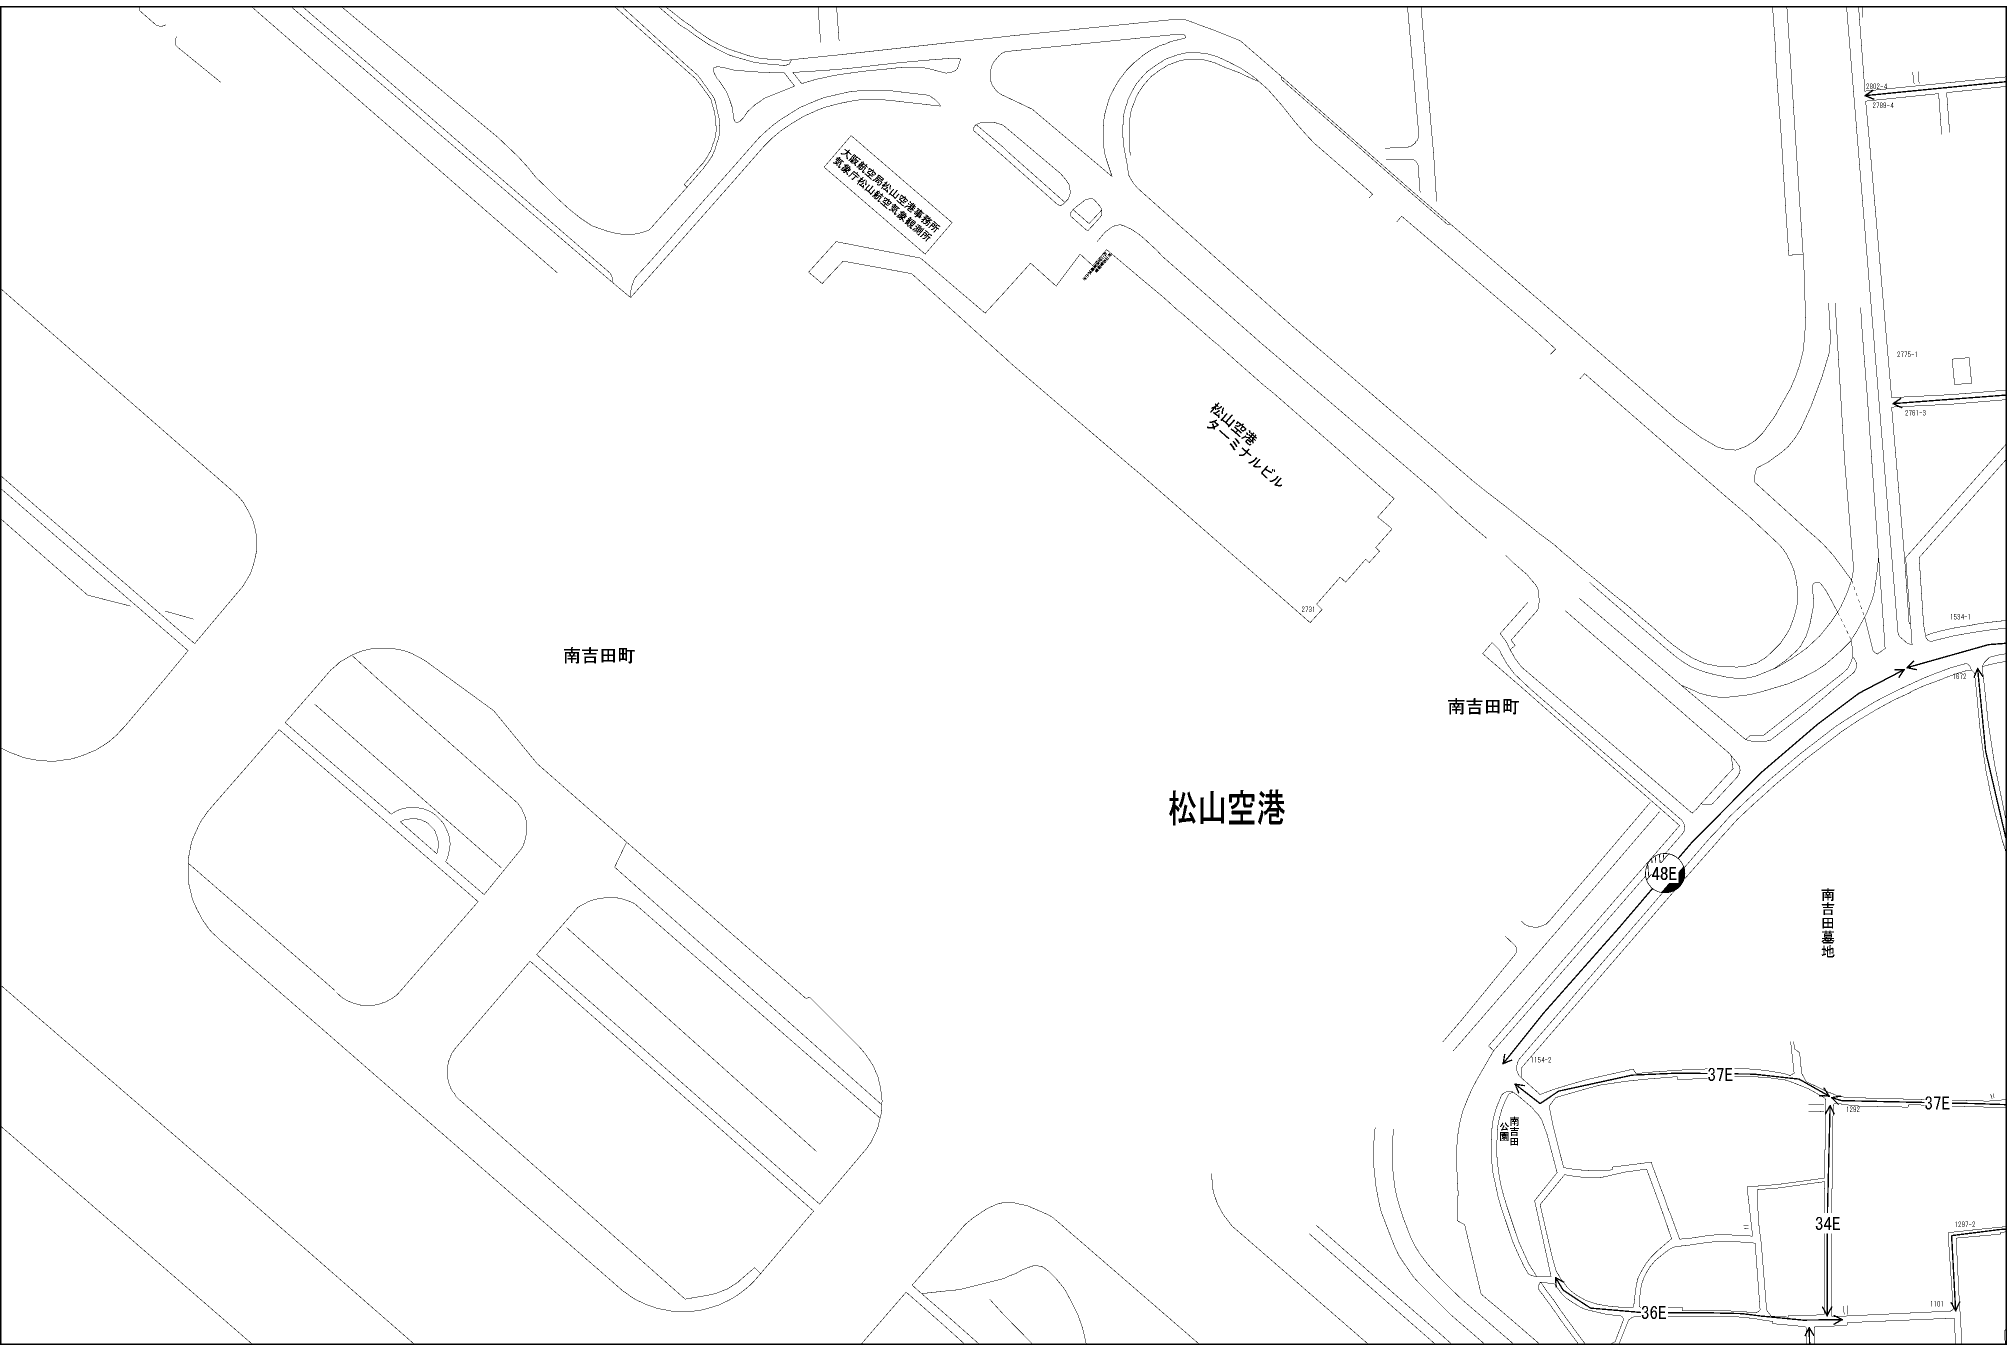 2802-4
2789-4
大阪航空局松山空港事務所
気象庁松山航空気象観測所
2775-1
2761-3
松山空港
ターミナルビル
2731
1534-1
南吉田町
1672
南吉田町
松山空港
48E
南吉田墓地
1154-2
37E
37E
1292
南吉田
公園
34E
1297-2
1101
36E